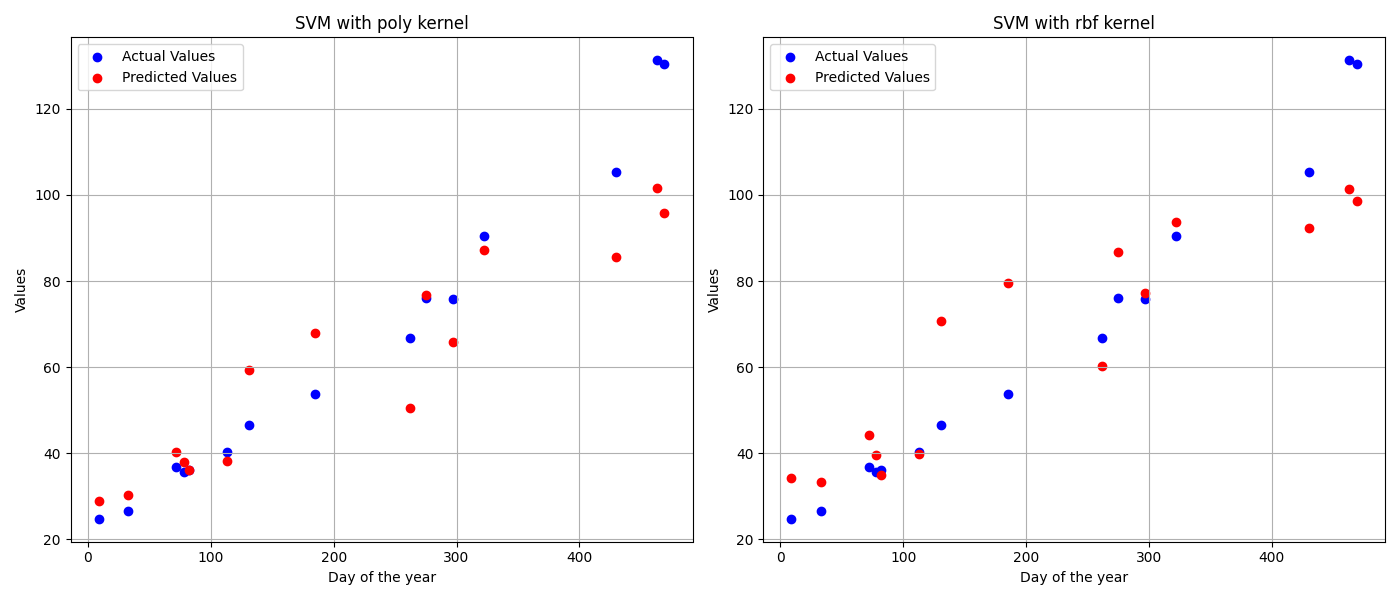 SVM with poly kernel
Actual Values
Predicted Values
120
100
80
60
40
20
Values
0 100 200 300 400
Day of the year
SVM with rbf kernel
Actual Values
Predicted Values
120
100
80
60
40
20
Values
0 100 200 300 400
Day of the year